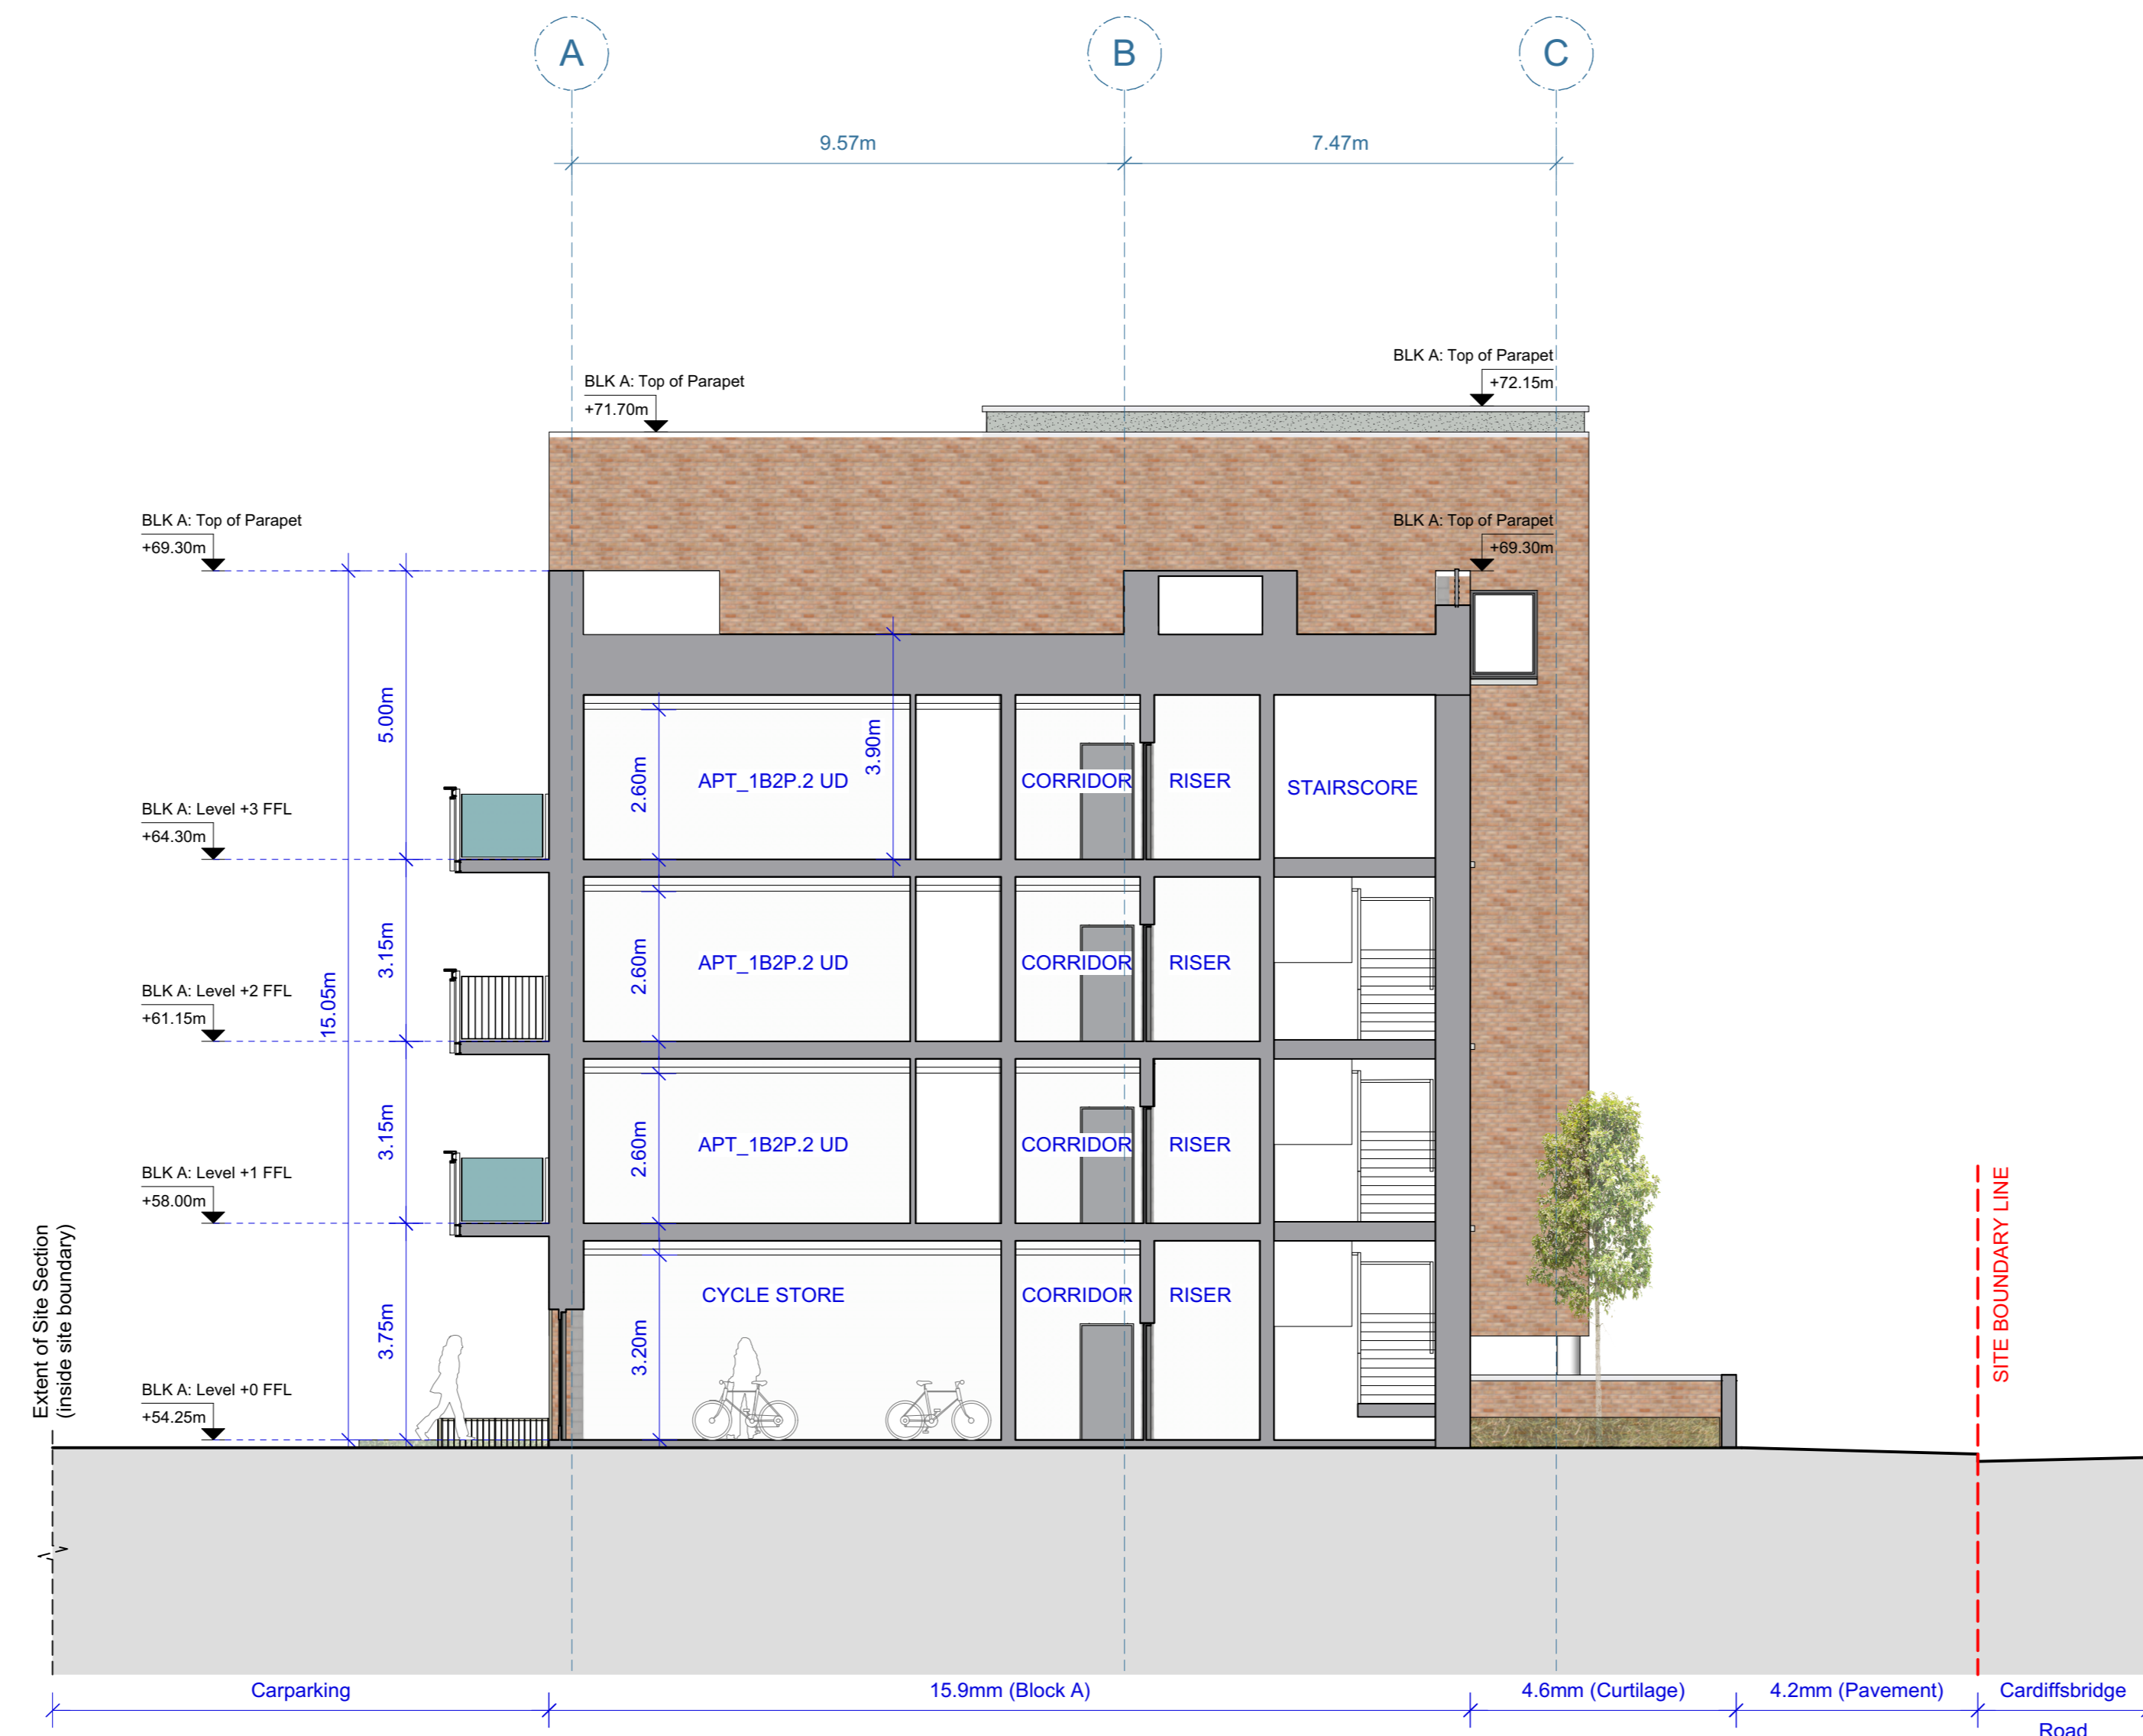 A
B
C
9.57m
7.47m
BLK A: Top of Parapet
+72.15m
BLK A: Top of Parapet
+71.70m
BLK A: Top of Parapet
+69.30m
BLK A: Top of Parapet
+69.30m
5.00m
3.90m
2.60m
APT_1B2P.2 UD
CORRIDOR
RISER
STAIRSCORE
BLK A: Level +3 FFL
+64.30m
3.15m
2.60m
APT_1B2P.2 UD
CORRIDOR
RISER
15.05m
BLK A: Level +2 FFL
+61.15m
3.15m
2.60m
APT_1B2P.2 UD
CORRIDOR
RISER
BLK A: Level +1 FFL
+58.00m
SITE BOUNDARY LINE
Extent of Site Section
(inside site boundary)
3.75m
3.20m
CYCLE STORE
CORRIDOR
RISER
BLK A: Level +0 FFL
+54.25m
Carparking
15.9mm (Block A)
4.6mm (Curtilage)
4.2mm (Pavement)
Cardiffsbridge
Road